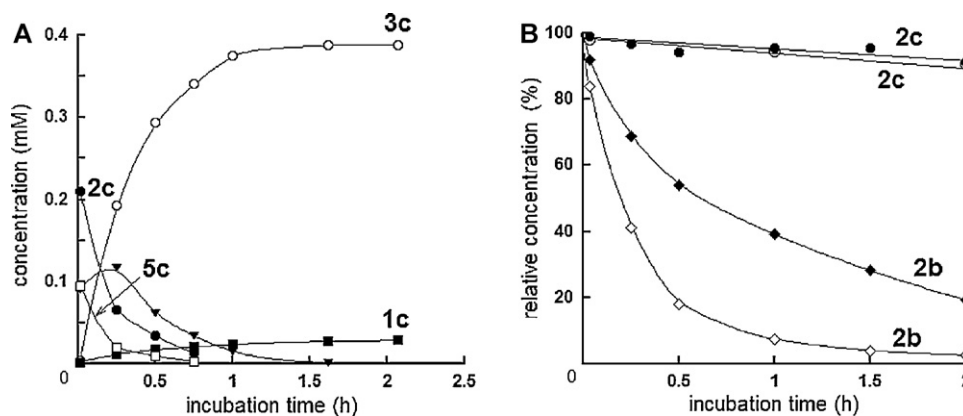 A
0.4
0.3
0.2
0.1
0
concentration (mM)
3c
2c
5c
1c
0.5
1
1.5
2
2.5
incubation time (h)
B
100
80
60
40
20
0
relative concentration (%)
2c
2c
2b
2b
0.5
1
1.5
2
incubation time (h)